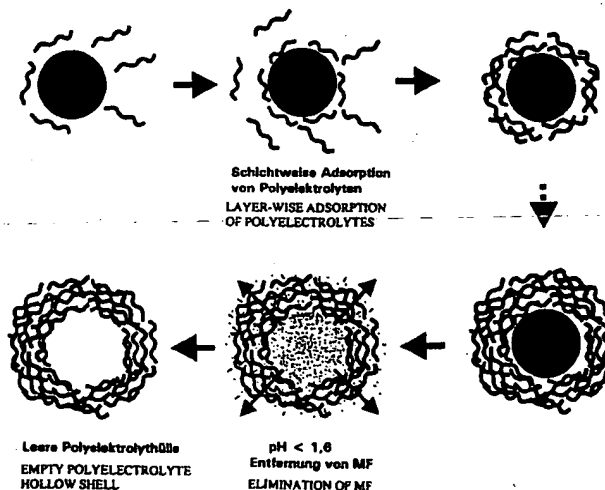 Schichtweise Adsorption
von Polyelektrolyten
LAYER-WISE ADSORPTION
OF POLYELECTROLYTES
Leere Polyelektrolythülle
EMPTY POLYELECTROLYTE
HOLLOW SHELL
pH < 1,6
Entfernung von MF
ELIMINATION OF MF